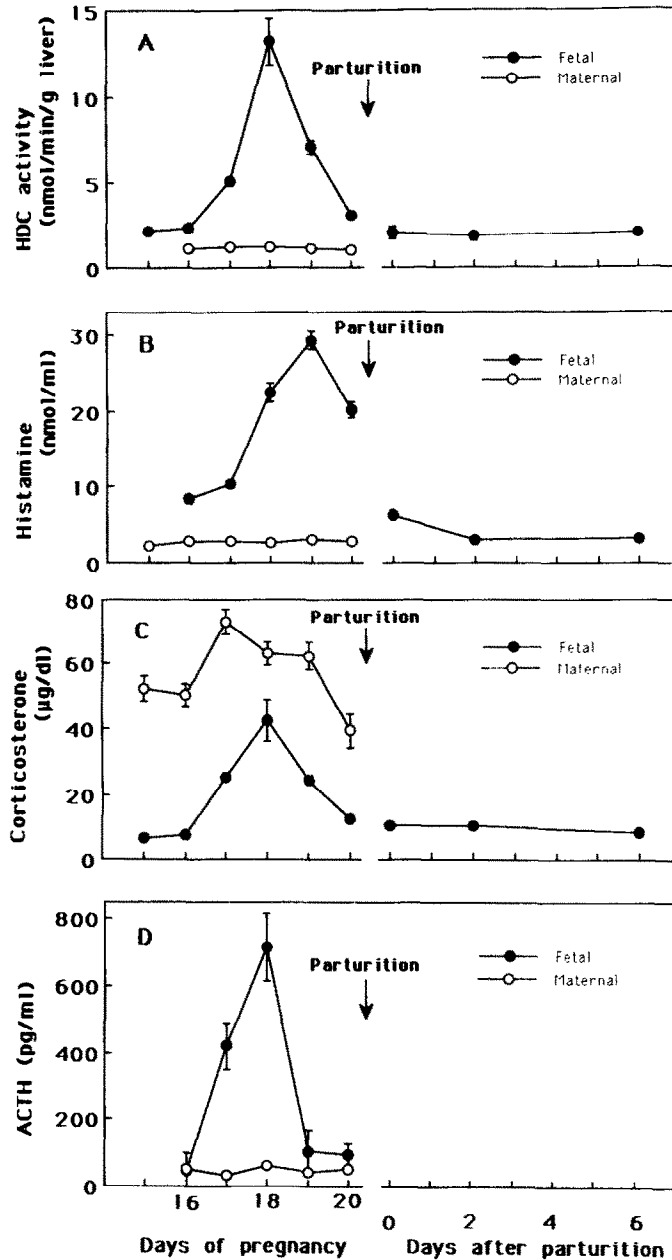 A
HDC activity
(nmol/min/g liver)
15
10
5
0
Parturition
Fetal
Maternal
B
Histamine
(nmol/ml)
30
20
10
0
Parturition
Fetal
Maternal
C
Corticosterone
(µg/dl)
80
60
40
20
0
Parturition
Fetal
Maternal
D
ACTH (pg/ml)
800
600
400
200
0
Parturition
Fetal
Maternal
16 18 20 0 2 4 6
Days of pregnancy Days after parturition